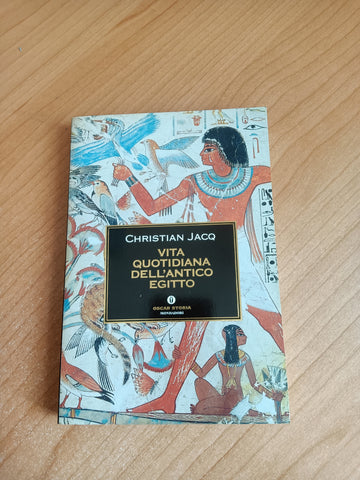 CHRISTIAN JACQ
VITA
QUOTIDIANA
DELL'ANTICO
EGITTO
OSCAR STORIA
MONDADORI